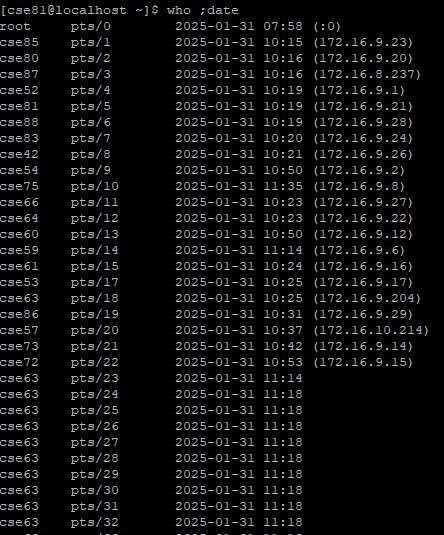 [cse81@localhost ~]$ who ;date
root pts/0 2025-01-31 07:58 (:0)
cse85 pts/1 2025-01-31 10:15 (172.16.9.23)
cse80 pts/2 2025-01-31 10:16 (172.16.9.20)
cse87 pts/3 2025-01-31 10:16 (172.16.8.237)
cse52 pts/4 2025-01-31 10:19 (172.16.9.1)
cse81 pts/5 2025-01-31 10:19 (172.16.9.21)
cse88 pts/6 2025-01-31 10:19 (172.16.9.28)
cse83 pts/7 2025-01-31 10:20 (172.16.9.24)
cse42 pts/8 2025-01-31 10:21 (172.16.9.26)
cse54 pts/9 2025-01-31 10:50 (172.16.9.2)
cse75 pts/10 2025-01-31 11:35 (172.16.9.8)
cse66 pts/11 2025-01-31 10:23 (172.16.9.27)
cse64 pts/12 2025-01-31 10:23 (172.16.9.22)
cse60 pts/13 2025-01-31 10:50 (172.16.9.12)
cse59 pts/14 2025-01-31 11:14 (172.16.9.6)
cse61 pts/15 2025-01-31 10:24 (172.16.9.16)
cse53 pts/17 2025-01-31 10:25 (172.16.9.17)
cse63 pts/18 2025-01-31 10:25 (172.16.9.204)
cse86 pts/19 2025-01-31 10:31 (172.16.9.29)
cse57 pts/20 2025-01-31 10:37 (172.16.10.214)
cse73 pts/21 2025-01-31 10:42 (172.16.9.14)
cse72 pts/22 2025-01-31 10:53 (172.16.9.15)
cse63 pts/23 2025-01-31 11:14
cse63 pts/24 2025-01-31 11:18
cse63 pts/25 2025-01-31 11:18
cse63 pts/26 2025-01-31 11:18
cse63 pts/27 2025-01-31 11:18
cse63 pts/28 2025-01-31 11:18
cse63 pts/29 2025-01-31 11:18
cse63 pts/30 2025-01-31 11:18
cse63 pts/31 2025-01-31 11:18
cse63 pts/32 2025-01-31 11:18